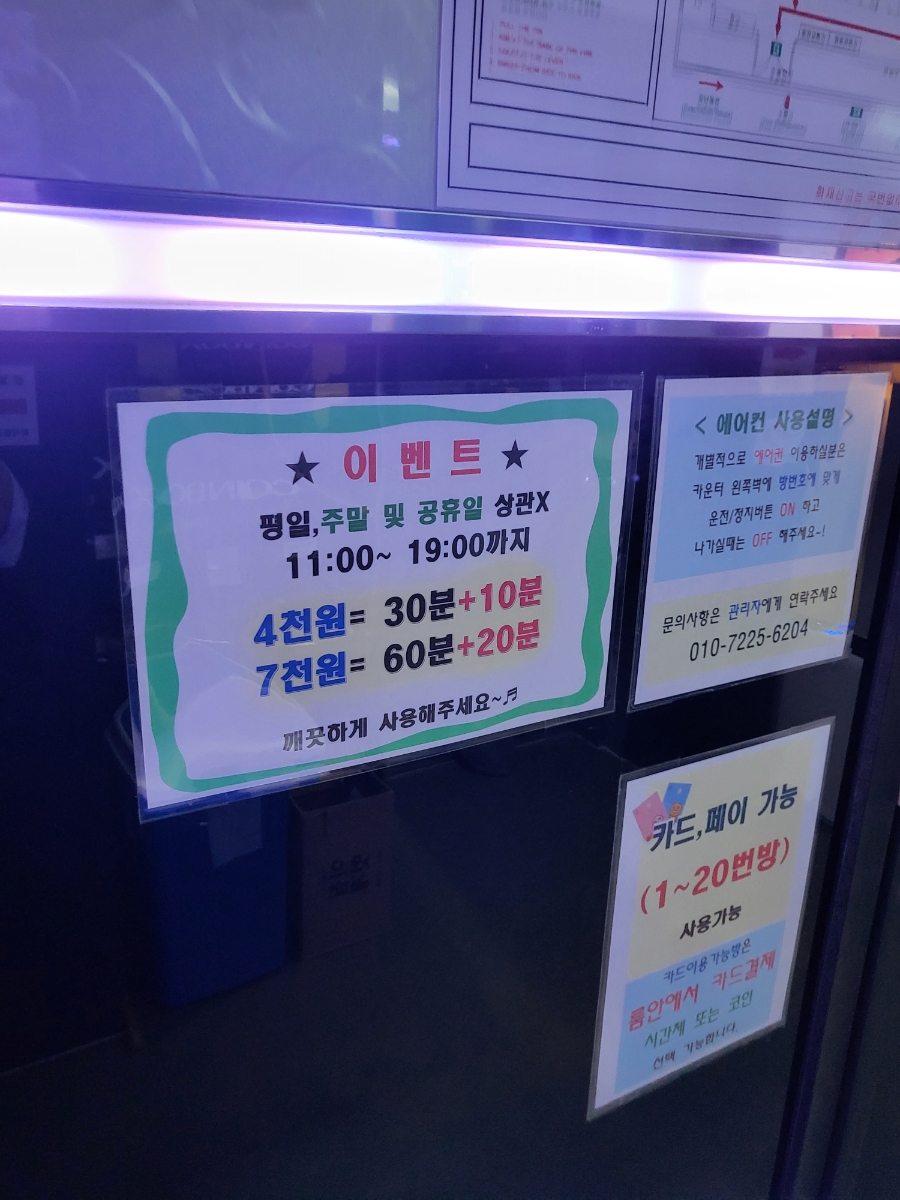 ★ 이벤트 ★
평일,주말 및 공휴일 상관X
11:00~ 19:00까지
4천원= 30분+10분
7천원= 60분+20분
깨끗하게 사용해주세요~♬
< 에어컨 사용설명 >
개별적으로 에어컨 이용하실분은
카운터 왼쪽벽에 방번호에 맞게
운전/정지버튼 ON 하고
나가실때는 OFF 해주세요~!
문의사항은 관리자에게 연락주세요
010-7225-6204
카드,페이 가능
(1~20번방)
사용가능
카드이용가능방은
룸안에서 카드결제
시간제 또는 코인
선택 가능합니다.